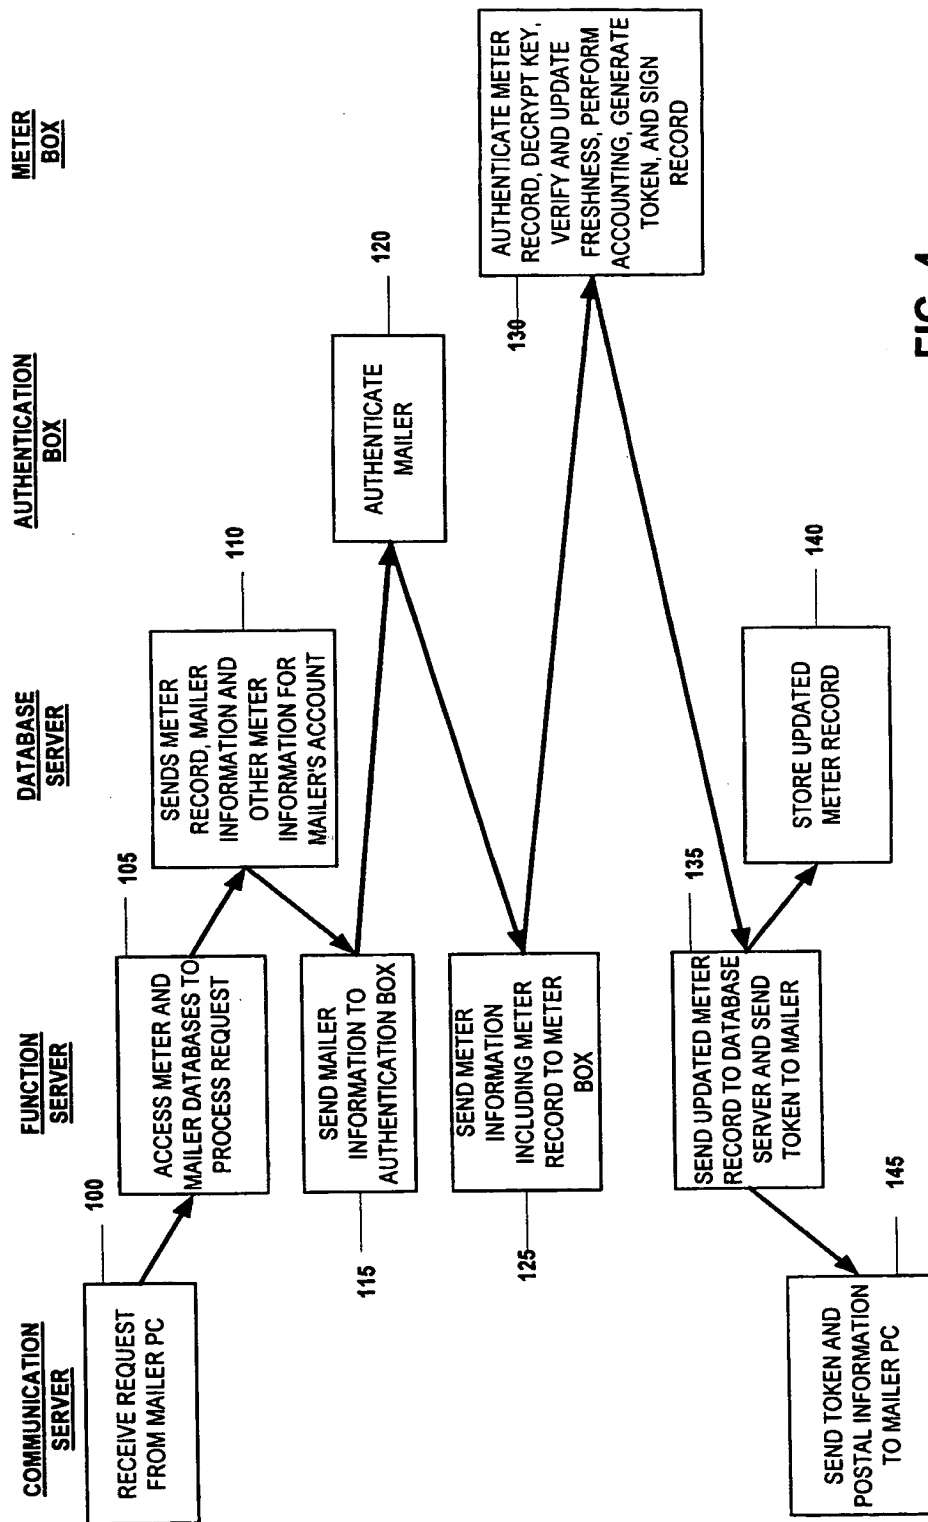 COMMUNICATION
SERVER
FUNCTION
SERVER
DATABASE
SERVER
AUTHENTICATION
BOX
METER
BOX
100
RECEIVE REQUEST
FROM MAILER PC
105
ACCESS METER AND
MAILER DATABASES TO
PROCESS REQUEST
110
SENDS METER
RECORD, MAILER
INFORMATION AND
OTHER METER
INFORMATION FOR
MAILER'S ACCOUNT
115
SEND MAILER
INFORMATION TO
AUTHENTICATION BOX
120
AUTHENTICATE
MAILER
125
SEND METER
INFORMATION
INCLUDING METER
RECORD TO METER
BOX
130
AUTHENTICATE METER
RECORD, DECRYPT KEY,
VERIFY AND UPDATE
FRESHNESS, PERFORM
ACCOUNTING, GENERATE
TOKEN, AND SIGN
RECORD
135
SEND UPDATED METER
RECORD TO DATABASE
SERVER AND SEND
TOKEN TO MAILER
140
STORE UPDATED
METER RECORD
145
SEND TOKEN AND
POSTAL INFORMATION
TO MAILER PC
FIG. 4